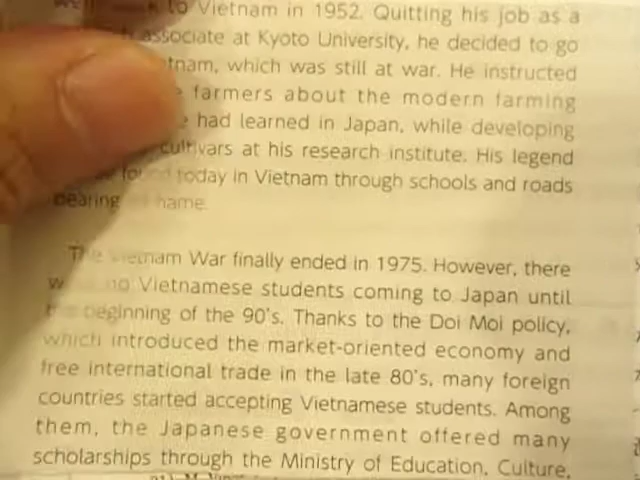 to Vietnam in 1952. Quitting his job as a
associate at Kyoto University, he decided to go
which was still at war. He instructed
farmers about the modern farming
had learned in Japan, while developing
cultivars at his research institute. His legend
found today in Vietnam through schools and roads
bearing name.
The Vietnam War finally ended in 1975. However, there
no Vietnamese students coming to Japan until
beginning of the 90's. Thanks to the Doi Moi policy,
which introduced the market-oriented economy and
free international trade in the late 80's, many foreign
countries started accepting Vietnamese students. Among
them, the Japanese government offered many
scholarships through the Ministry of Education, Culture,